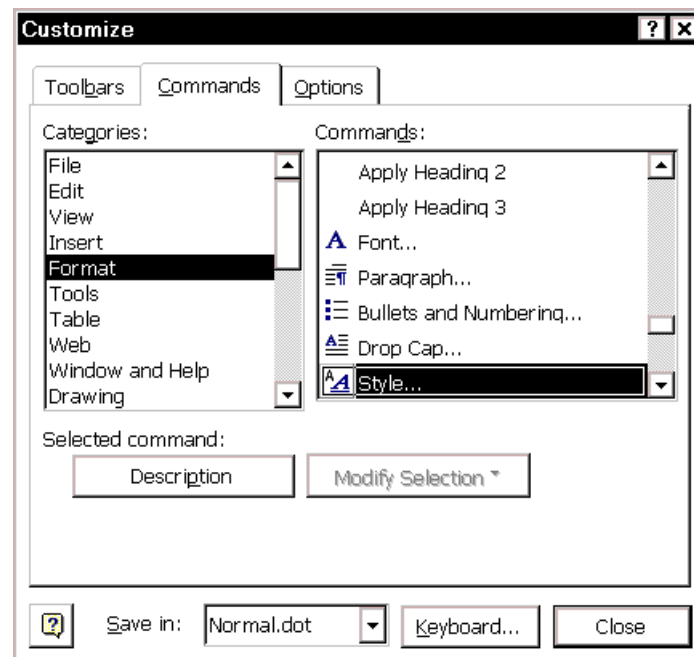 Customize
Toolbars Commands Options
Categories: Commands:
File
Edit
View
Insert
Format
Tools
Table
Web
Window and Help
Drawing
Apply Heading 2
Apply Heading 3
Font...
Paragraph...
Bullets and Numbering...
Drop Cap...
Style...
Selected command:
Description Modify Selection
Save in: Normal.dot Keyboard... Close